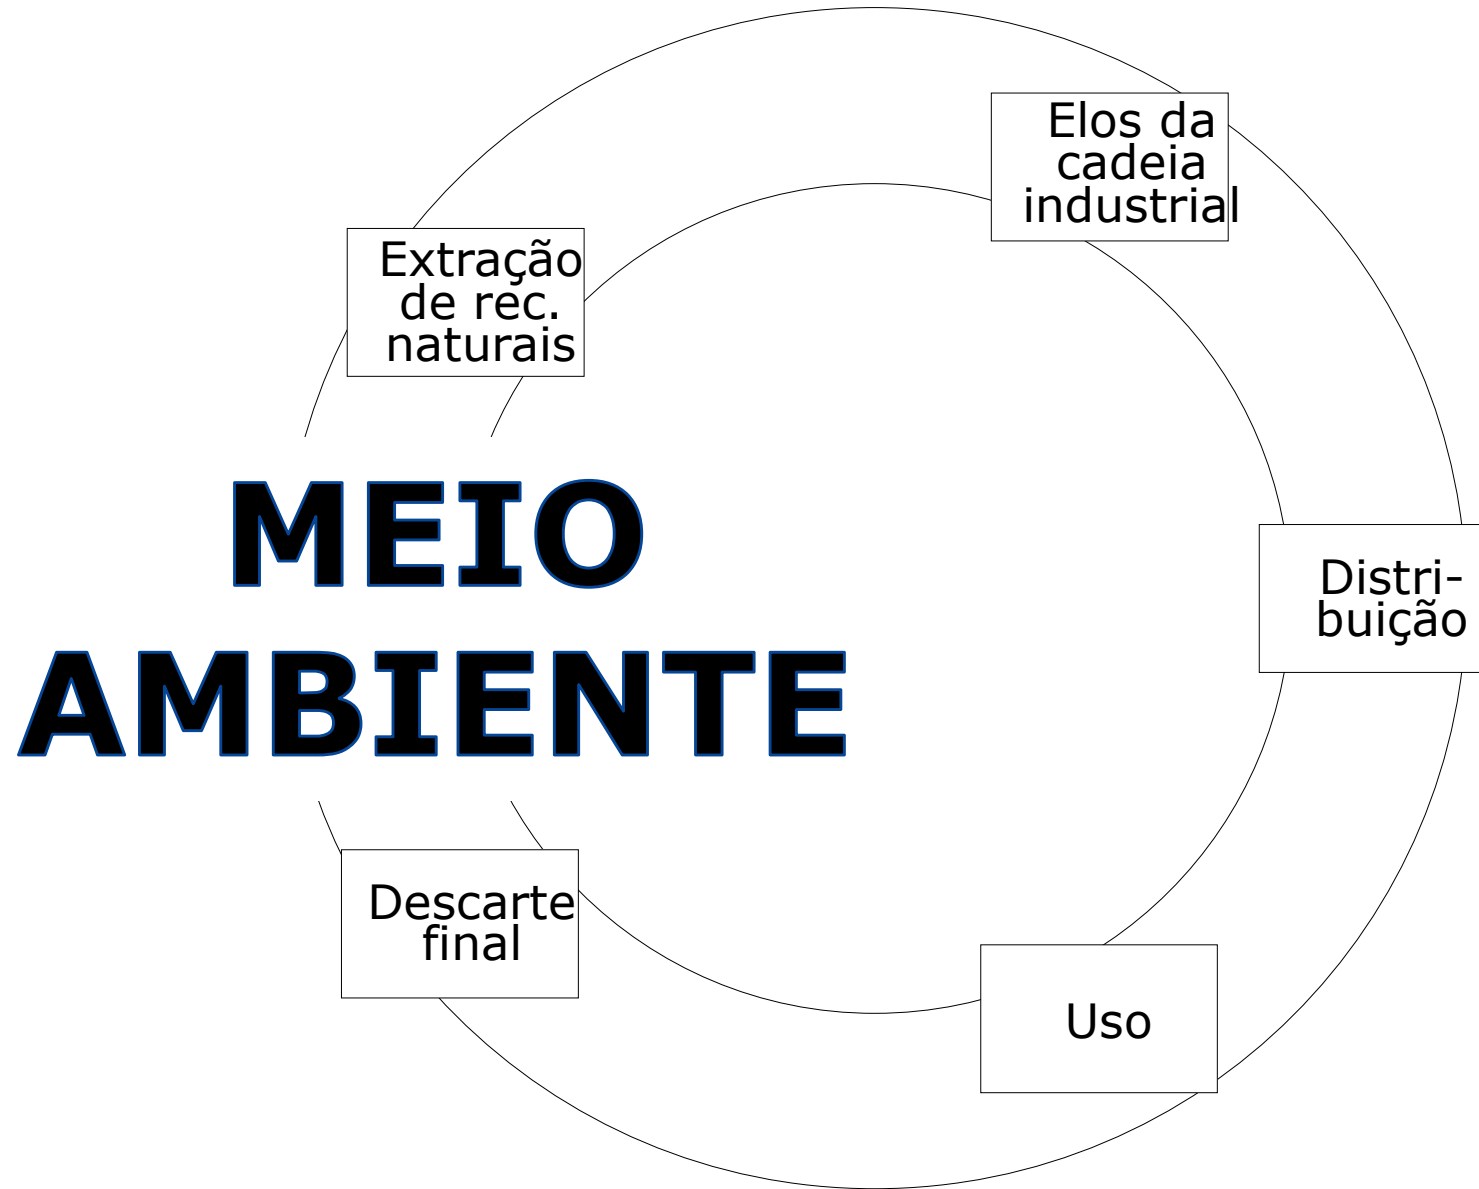 Elos da
cadeia
industrial
Extração
de rec.
naturais
MEIO
AMBIENTE
Distri-
buição
Descarte
final
Uso